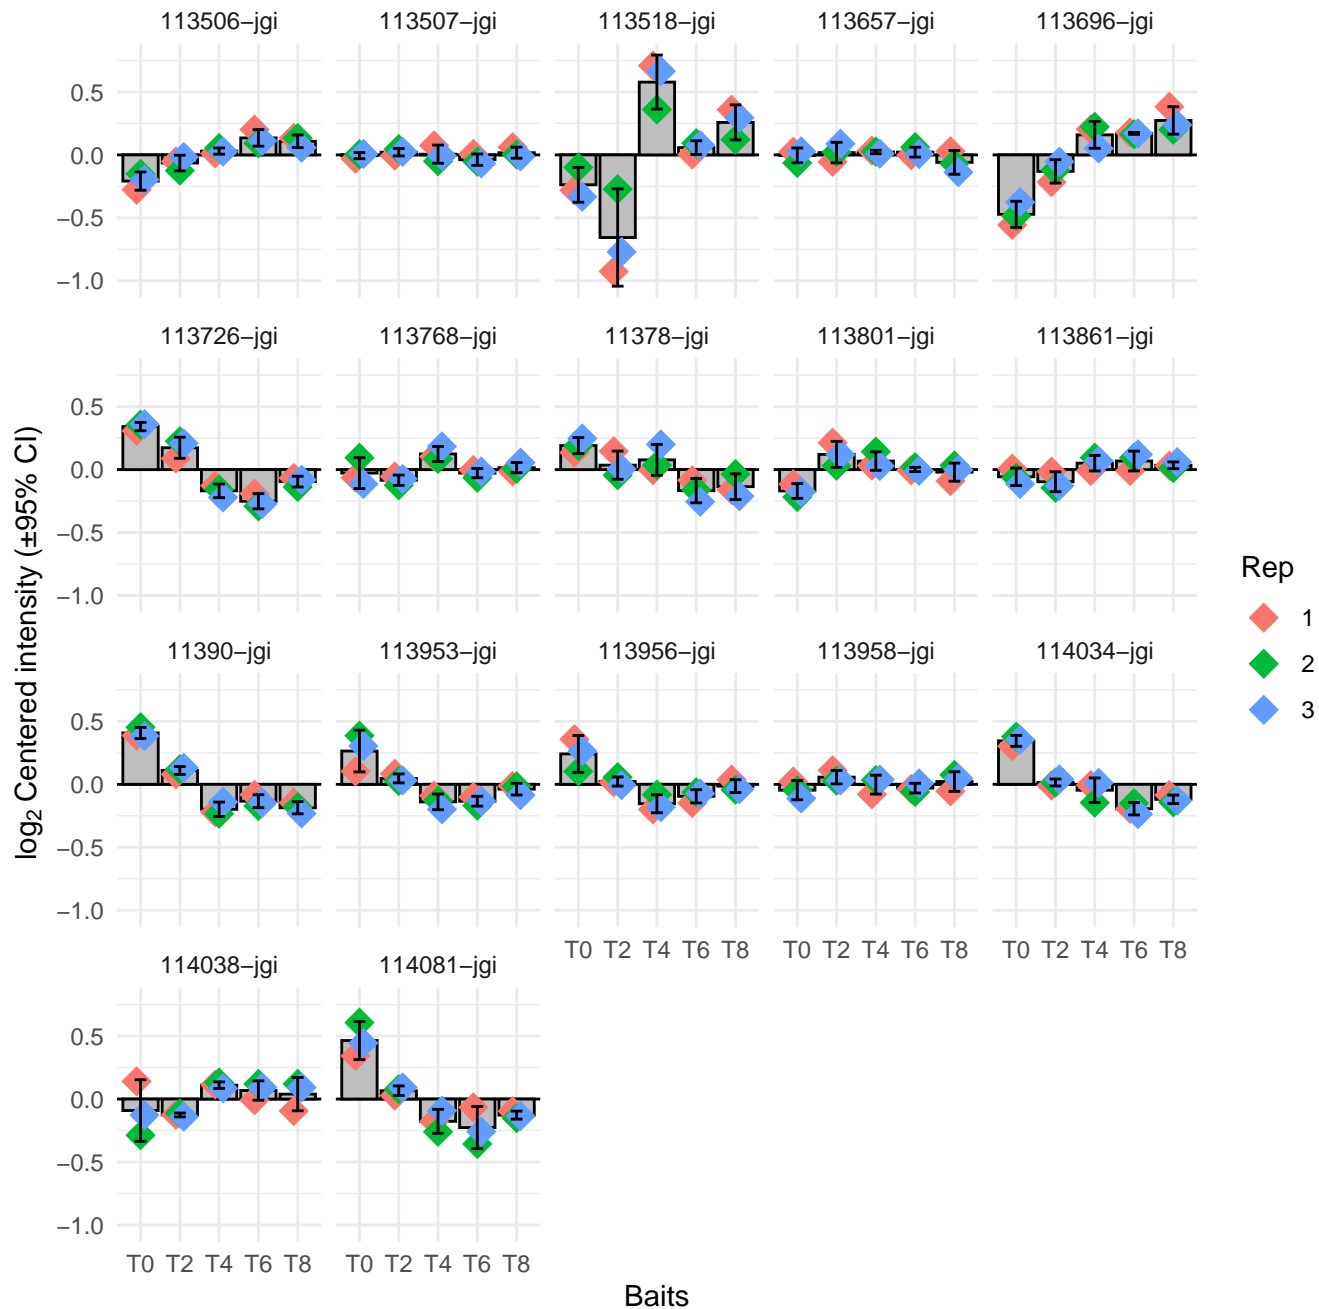 113506−jgi 113507−jgi 113518−jgi 113657−jgi 113696−jgi
0.5
0.0
−0.5
−1.0
113726−jgi 113768−jgi 11378−jgi 113801−jgi 113861−jgi
0.5
0.0
−0.5
−1.0
11390−jgi 113953−jgi 113956−jgi 113958−jgi 114034−jgi
0.5
0.0
−0.5
−1.0
T0 T2 T4 T6 T8 T0 T2 T4 T6 T8 T0 T2 T4 T6 T8
114038−jgi 114081−jgi
0.5
0.0
−0.5
−1.0
T0 T2 T4 T6 T8 T0 T2 T4 T6 T8
Baits
log₂ Centered intensity (±95% CI)
Rep
1
2
3